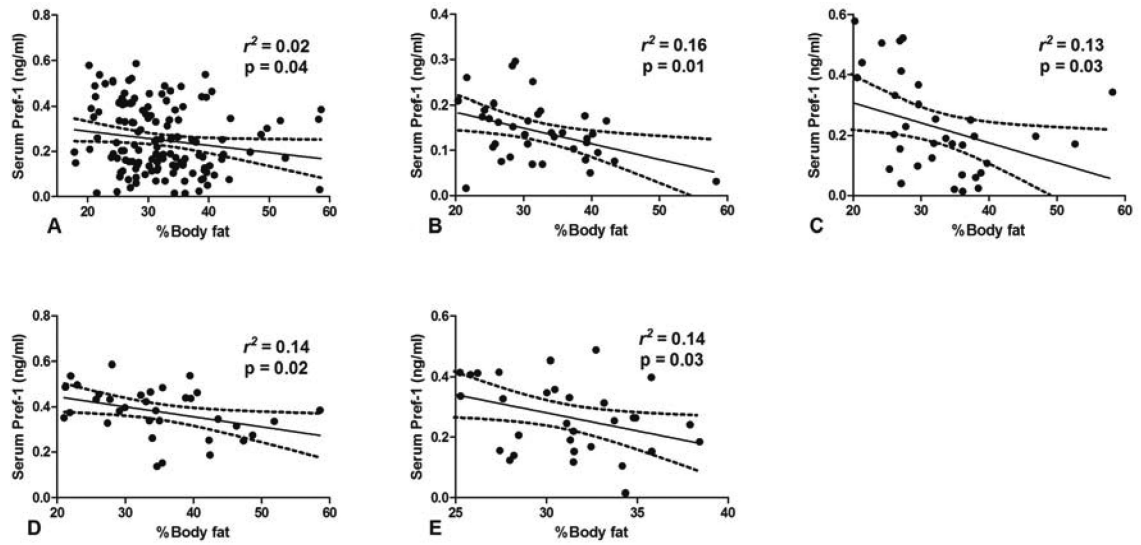 Serum Pref-1 (ng/ml)
0.8
0.6
0.4
0.2
0.0
r² = 0.02
p = 0.04
20 30 40 50 60
A
%Body fat
Serum Pref-1 (ng/ml)
0.4
0.3
0.2
0.1
0.0
r² = 0.16
p = 0.01
20 30 40 50 60
B
%Body fat
Serum Pref-1 (ng/ml)
0.6
0.4
0.2
0.0
r² = 0.13
p = 0.03
20 30 40 50 60
C
%Body fat
Serum Pref-1 (ng/ml)
0.8
0.6
0.4
0.2
0.0
r² = 0.14
p = 0.02
20 30 40 50 60
D
%Body fat
Serum Pref-1 (ng/ml)
0.6
0.4
0.2
0.0
r² = 0.14
p = 0.03
25 30 35 40
E
%Body fat